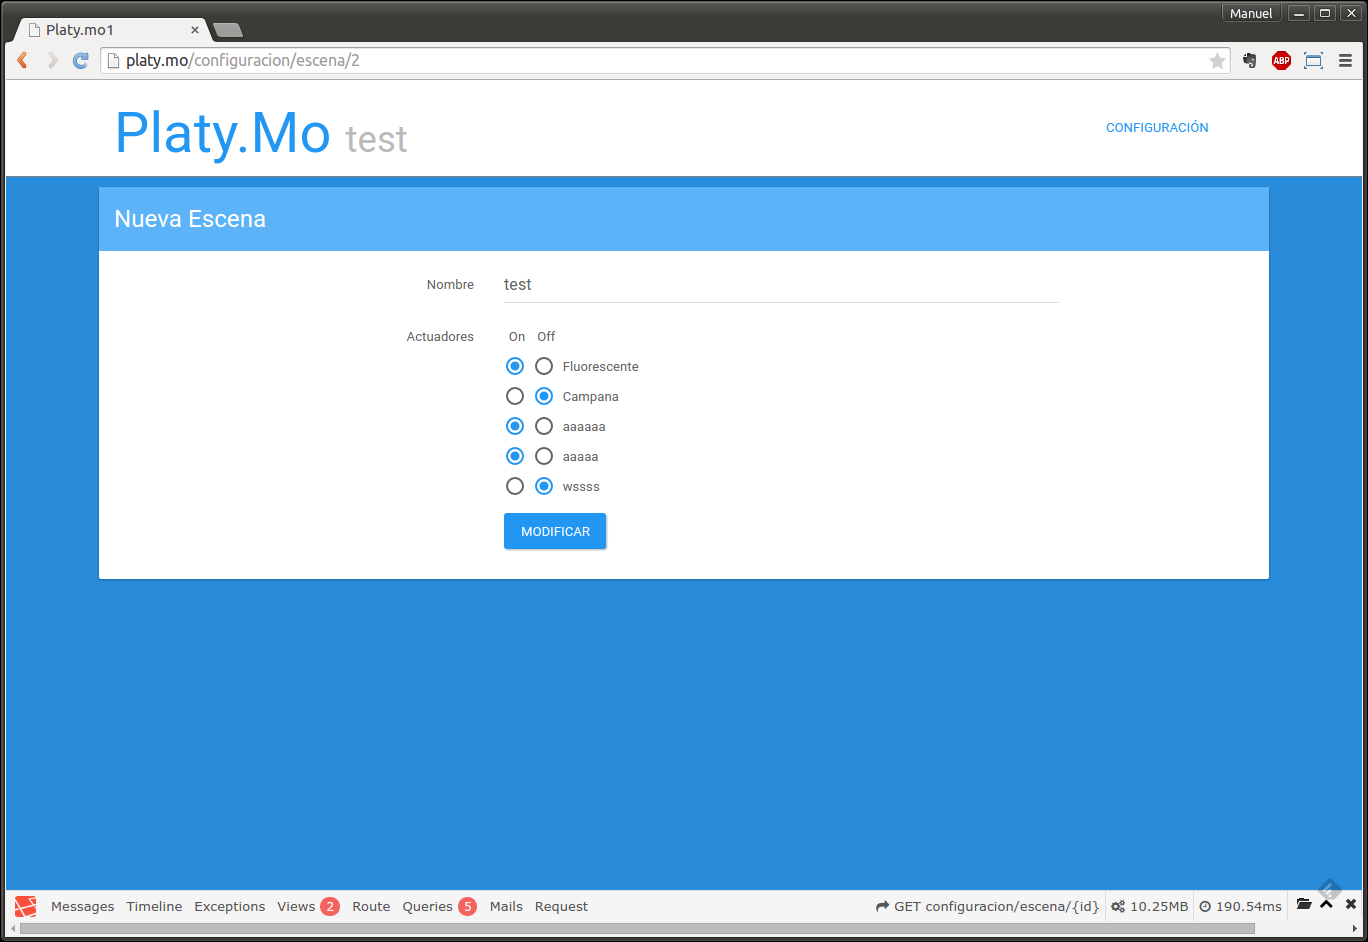 Manuel
Platy.mo1
platy.mo/configuracion/escena/2
ABP
Platy.Mo test
CONFIGURACIÓN
Nueva Escena
Nombre test
Actuadores On Off
Fluorescente
Campana
aaaaaa
aaaaa
wssss
MODIFICAR
Messages Timeline Exceptions Views 2 Route Queries 5 Mails Request GET configuracion/escena/{id} 10.25MB 190.54ms